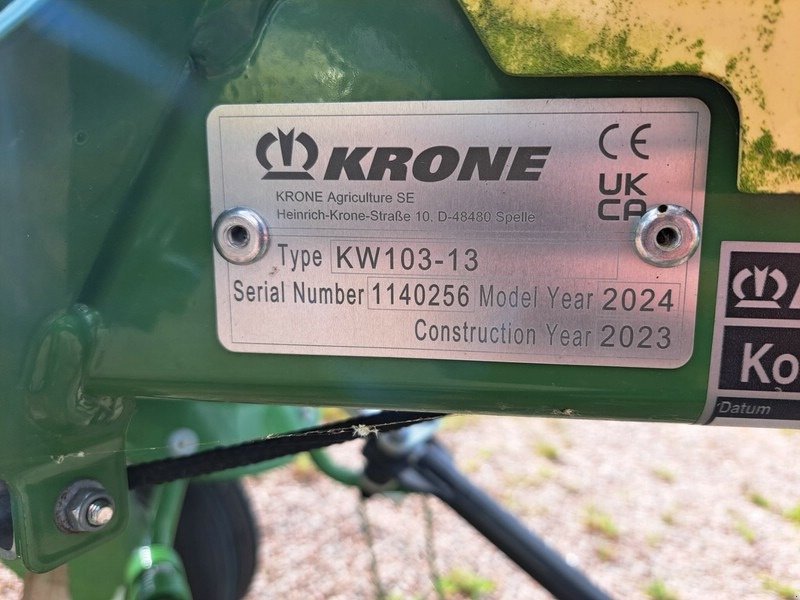 KRONE
CE
UK
CA
KRONE Agriculture SE
Heinrich-Krone-Straße 10, D-48480 Spelle
Type KW103-13
Serial Number 1140256 Model Year 2024
Construction Year 2023
Datum